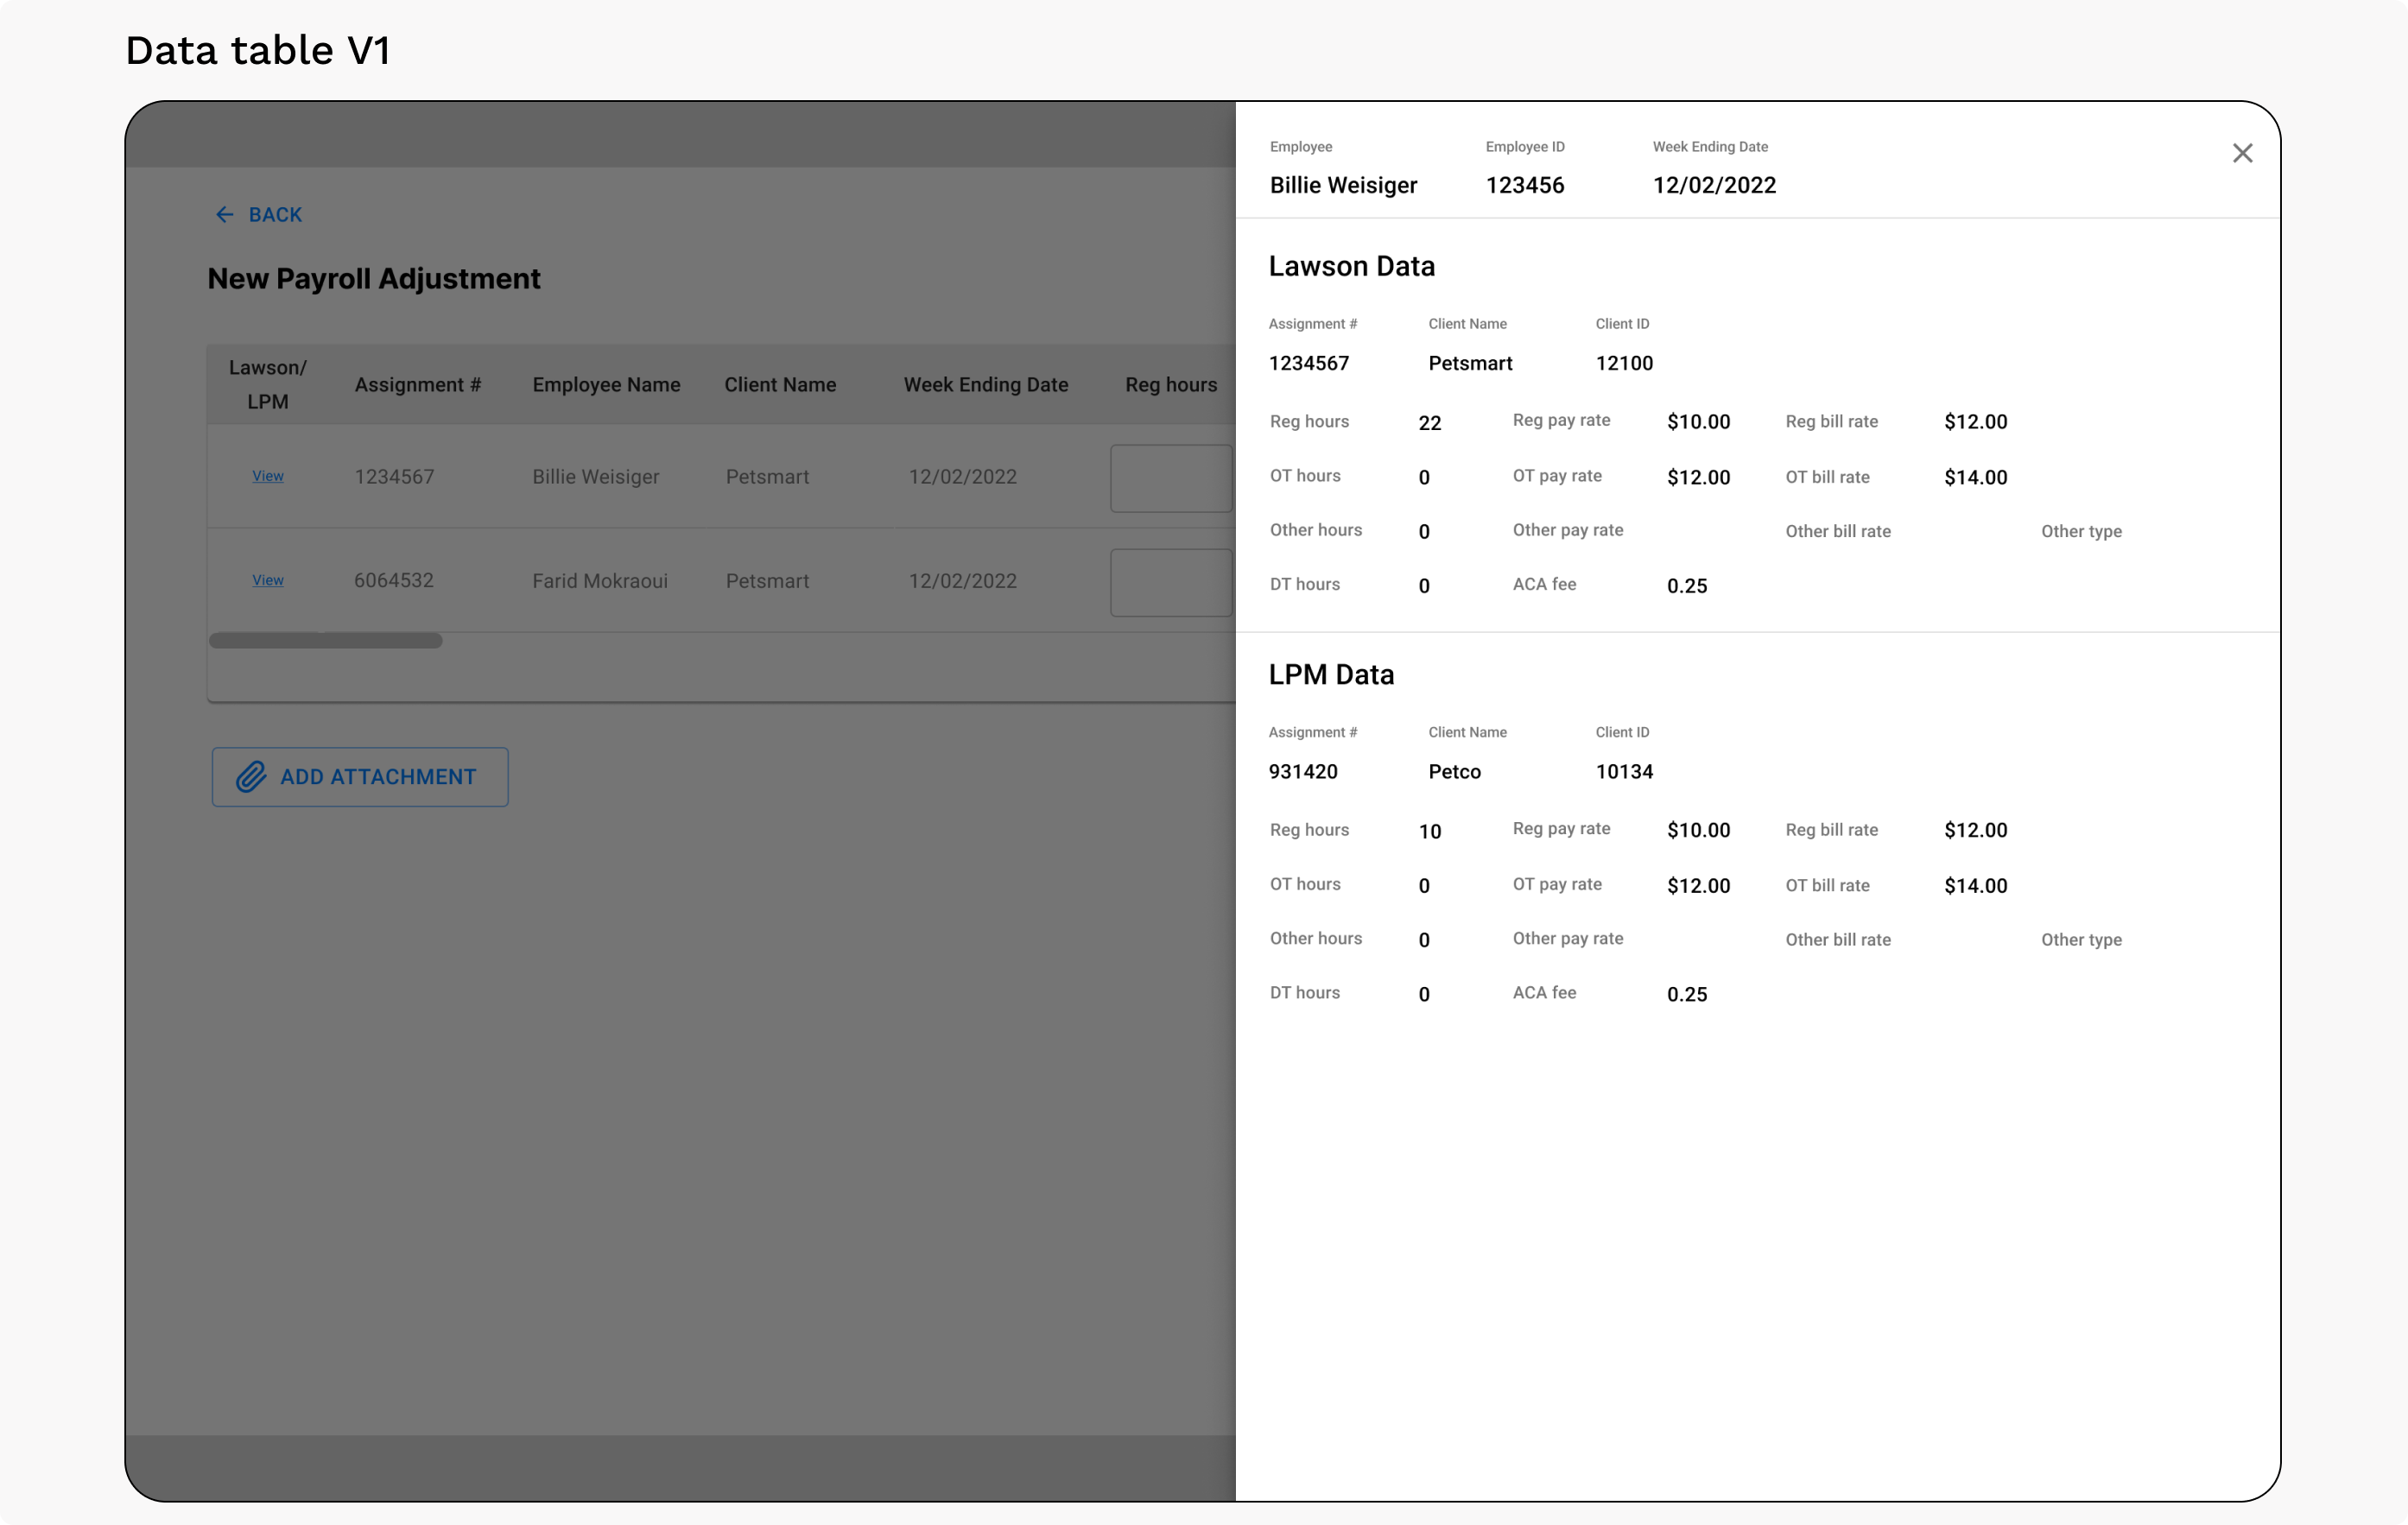 Data table V1
BACK
New Payroll Adjustment
Lawson/
LPM Assignment # Employee Name Client Name Week Ending Date Reg hours
View 1234567 Billie Weisiger Petsmart 12/02/2022
View 6064532 Farid Mokraoui Petsmart 12/02/2022
ADD ATTACHMENT
Employee Employee ID Week Ending Date
Billie Weisiger 123456 12/02/2022
Lawson Data
Assignment # Client Name Client ID
1234567 Petsmart 12100
Reg hours 22 Reg pay rate $10.00 Reg bill rate $12.00
OT hours 0 OT pay rate $12.00 OT bill rate $14.00
Other hours 0 Other pay rate Other bill rate Other type
DT hours 0 ACA fee 0.25
LPM Data
Assignment # Client Name Client ID
931420 Petco 10134
Reg hours 10 Reg pay rate $10.00 Reg bill rate $12.00
OT hours 0 OT pay rate $12.00 OT bill rate $14.00
Other hours 0 Other pay rate Other bill rate Other type
DT hours 0 ACA fee 0.25